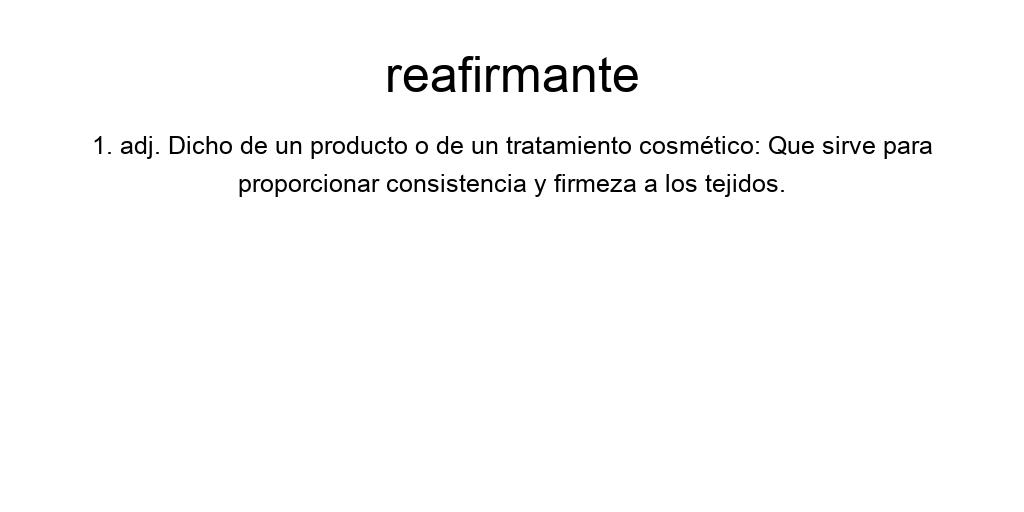 reafirmante
1. adj. Dicho de un producto o de un tratamiento cosmético: Que sirve para
proporcionar consistencia y firmeza a los tejidos.